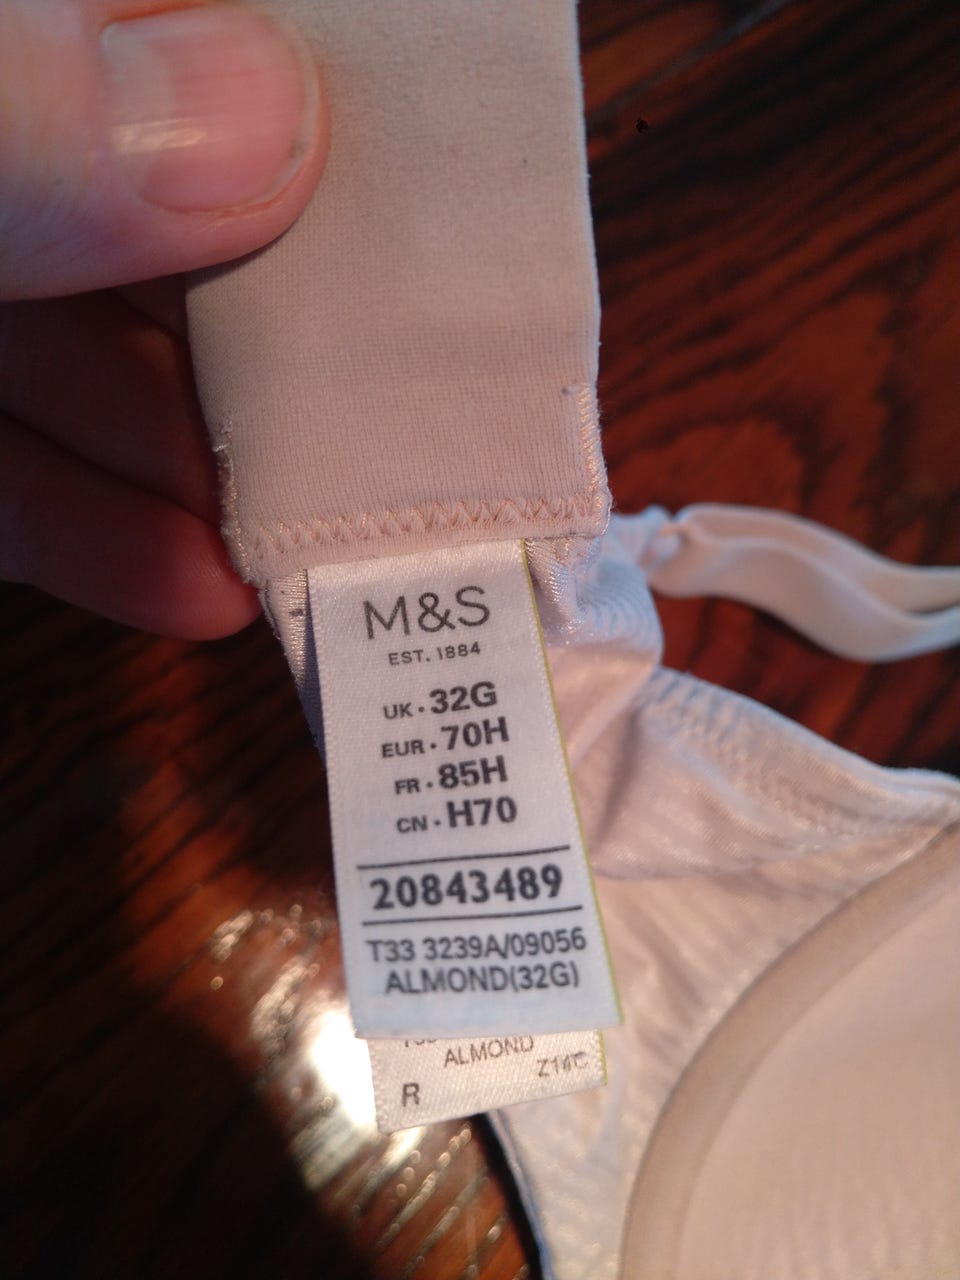 M&S
EST. 1884
UK · 32G
EUR · 70H
FR · 85H
CN · H70
20843489
T33 3239A/09056
ALMOND(32G)
ALMOND
R